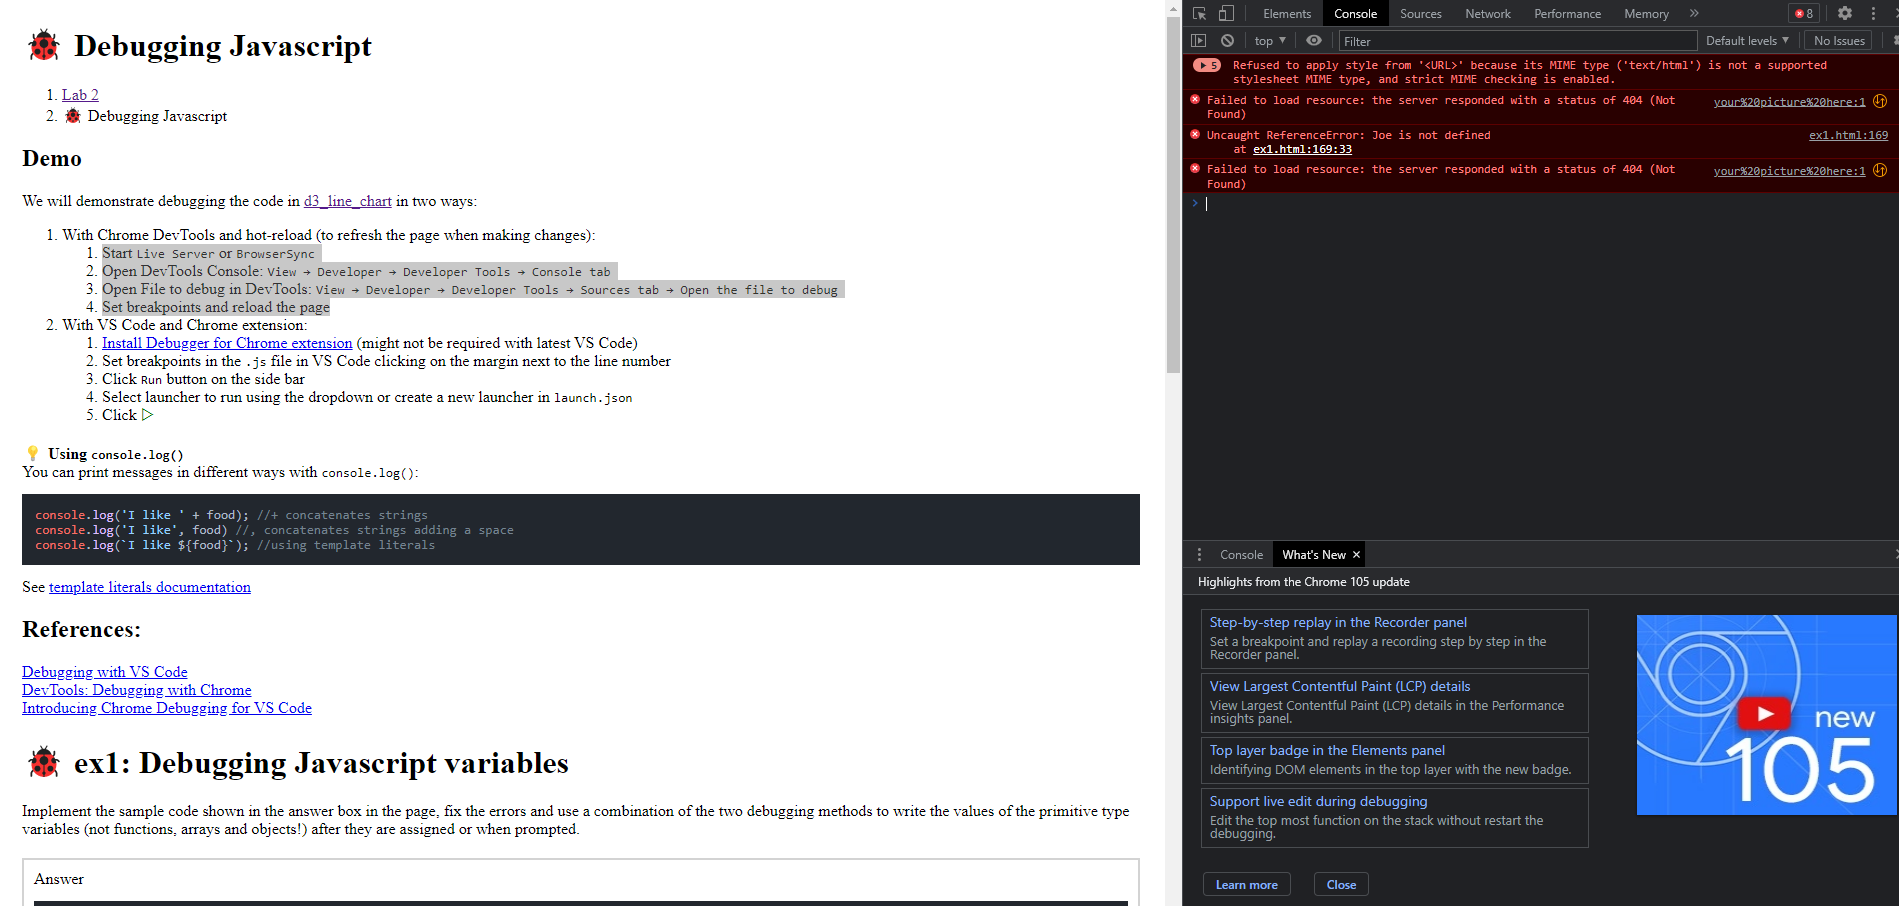 Debugging Javascript
1. Lab 2
2. Debugging Javascript
Demo
We will demonstrate debugging the code in d3_line_chart in two ways:
1. With Chrome DevTools and hot-reload (to refresh the page when making changes):
1. Start Live Server or BrowserSync
2. Open DevTools Console: View → Developer → Developer Tools → Console tab
3. Open File to debug in DevTools: View → Developer → Developer Tools → Sources tab → Open the file to debug
4. Set breakpoints and reload the page
2. With VS Code and Chrome extension:
1. Install Debugger for Chrome extension (might not be required with latest VS Code)
2. Set breakpoints in the .js file in VS Code clicking on the margin next to the line number
3. Click Run button on the side bar
4. Select launcher to run using the dropdown or create a new launcher in launch.json
5. Click ▷
Using console.log()
You can print messages in different ways with console.log():
console.log('I like ' + food); //+ concatenates strings
console.log('I like', food) //, concatenates strings adding a space
console.log(`I like ${food}`); //using template literals
See template literals documentation
References:
Debugging with VS Code
DevTools: Debugging with Chrome
Introducing Chrome Debugging for VS Code
ex1: Debugging Javascript variables
Implement the sample code shown in the answer box in the page, fix the errors and use a combination of the two debugging methods to write the values of the primitive type
variables (not functions, arrays and objects!) after they are assigned or when prompted.
Answer
Elements Console Sources Network Performance Memory » 8
top Filter Default levels No Issues
5 Refused to apply style from '<URL>' because its MIME type ('text/html') is not a supported
stylesheet MIME type, and strict MIME checking is enabled.
Failed to load resource: the server responded with a status of 404 (Not your%20picture%20here:1
Found)
Uncaught ReferenceError: Joe is not defined ex1.html:169
at ex1.html:169:33
Failed to load resource: the server responded with a status of 404 (Not your%20picture%20here:1
Found)
Console What's New
Highlights from the Chrome 105 update
Step-by-step replay in the Recorder panel
Set a breakpoint and replay a recording step by step in the
Recorder panel.
View Largest Contentful Paint (LCP) details
View Largest Contentful Paint (LCP) details in the Performance
insights panel.
Top layer badge in the Elements panel
Identifying DOM elements in the top layer with the new badge.
Support live edit during debugging
Edit the top most function on the stack without restart the
debugging.
new
105
Learn more Close